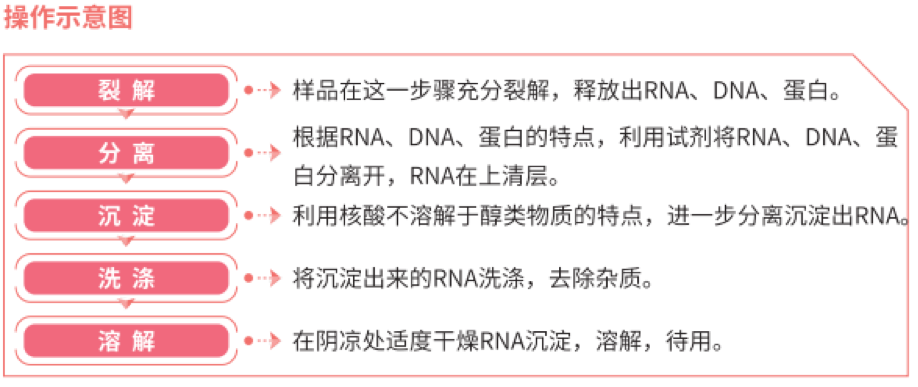 操作示意图
裂解
样品在这一步骤充分裂解，释放出RNA、DNA、蛋白。
分离
根据RNA、DNA、蛋白的特点，利用试剂将RNA、DNA、蛋
白分离开，RNA在上清层。
沉淀
利用核酸不溶解于醇类物质的特点，进一步分离沉淀出RNA。
洗涤
将沉淀出来的RNA洗涤，去除杂质。
溶解
在阴凉处适度干燥RNA沉淀，溶解，待用。